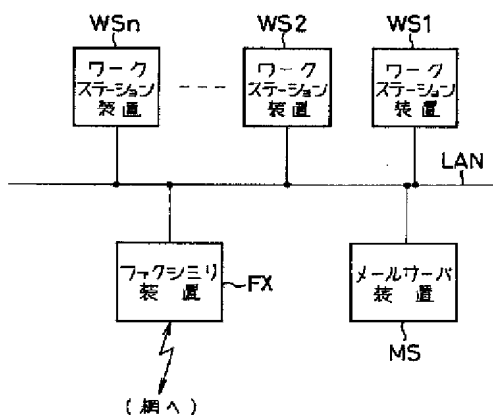 WSn
WS2
WS1
ワーク
ステーション
装置
ワーク
ステーション
装置
ワーク
ステーション
装置
LAN
ファクシミリ
装置
FX
メールサーバ
装置
MS
(網へ)